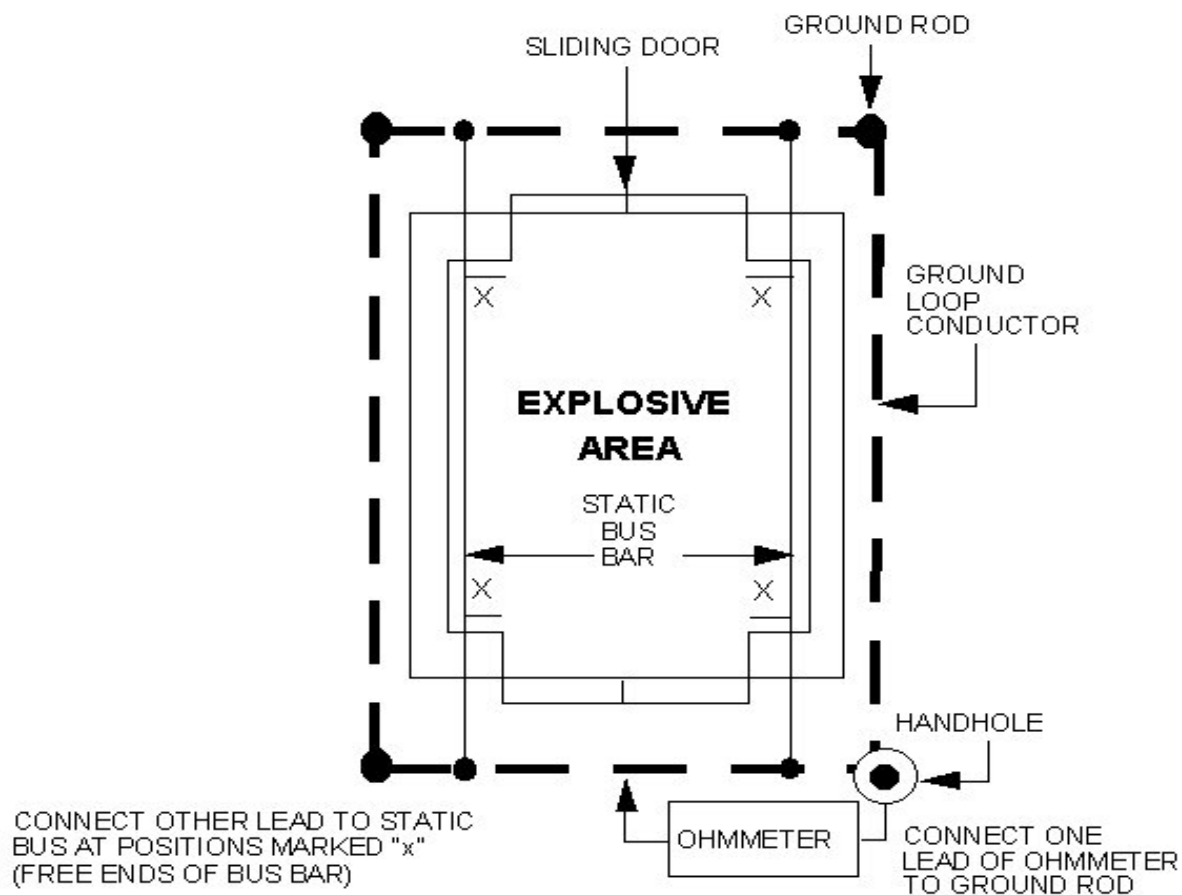 GROUND ROD
SLIDING DOOR
GROUND
LOOP
CONDUCTOR
X
X
EXPLOSIVE
AREA
STATIC
BUS
BAR
X
X
HANDHOLE
OHMMETER
CONNECT OTHER LEAD TO STATIC
BUS AT POSITIONS MARKED "x"
(FREE ENDS OF BUS BAR)
CONNECT ONE
LEAD OF OHMMETER
TO GROUND ROD